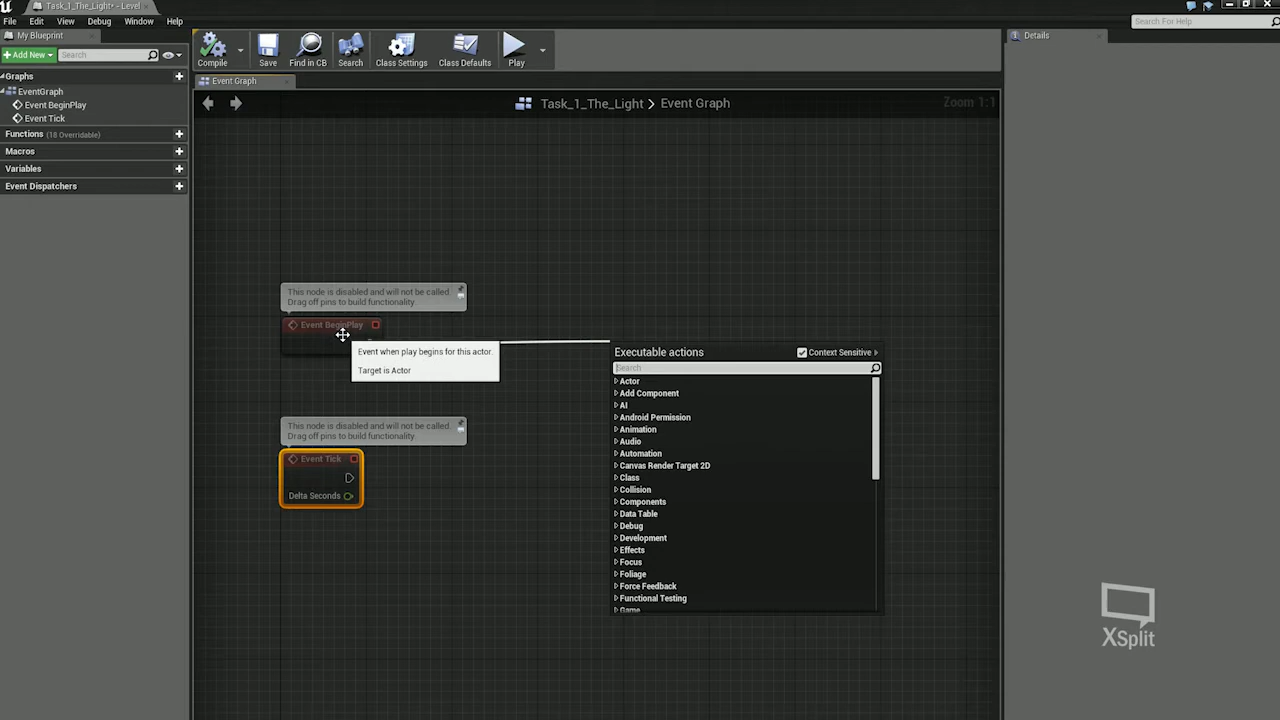 Task_1_The_Light* - Level
File Edit View Debug Window Help
Search For Help
My Blueprint
Add New
Search
Graphs
EventGraph
Event BeginPlay
Event Tick
Functions (18 Overridable)
Macros
Variables
Event Dispatchers
Compile
Save
Find in CB
Search
Class Settings
Class Defaults
Play
Event Graph
Task_1_The_Light > Event Graph
Zoom 1:1
Details
This node is disabled and will not be called.
Drag off pins to build functionality.
Event BeginPlay
Event when play begins for this actor.
Target is Actor
This node is disabled and will not be called.
Drag off pins to build functionality.
Event Tick
Delta Seconds
Executable actions
Context Sensitive
Search
Actor
Add Component
AI
Android Permission
Animation
Audio
Automation
Canvas Render Target 2D
Class
Collision
Components
Data Table
Debug
Development
Effects
Focus
Foliage
Force Feedback
Functional Testing
Game
XSplit